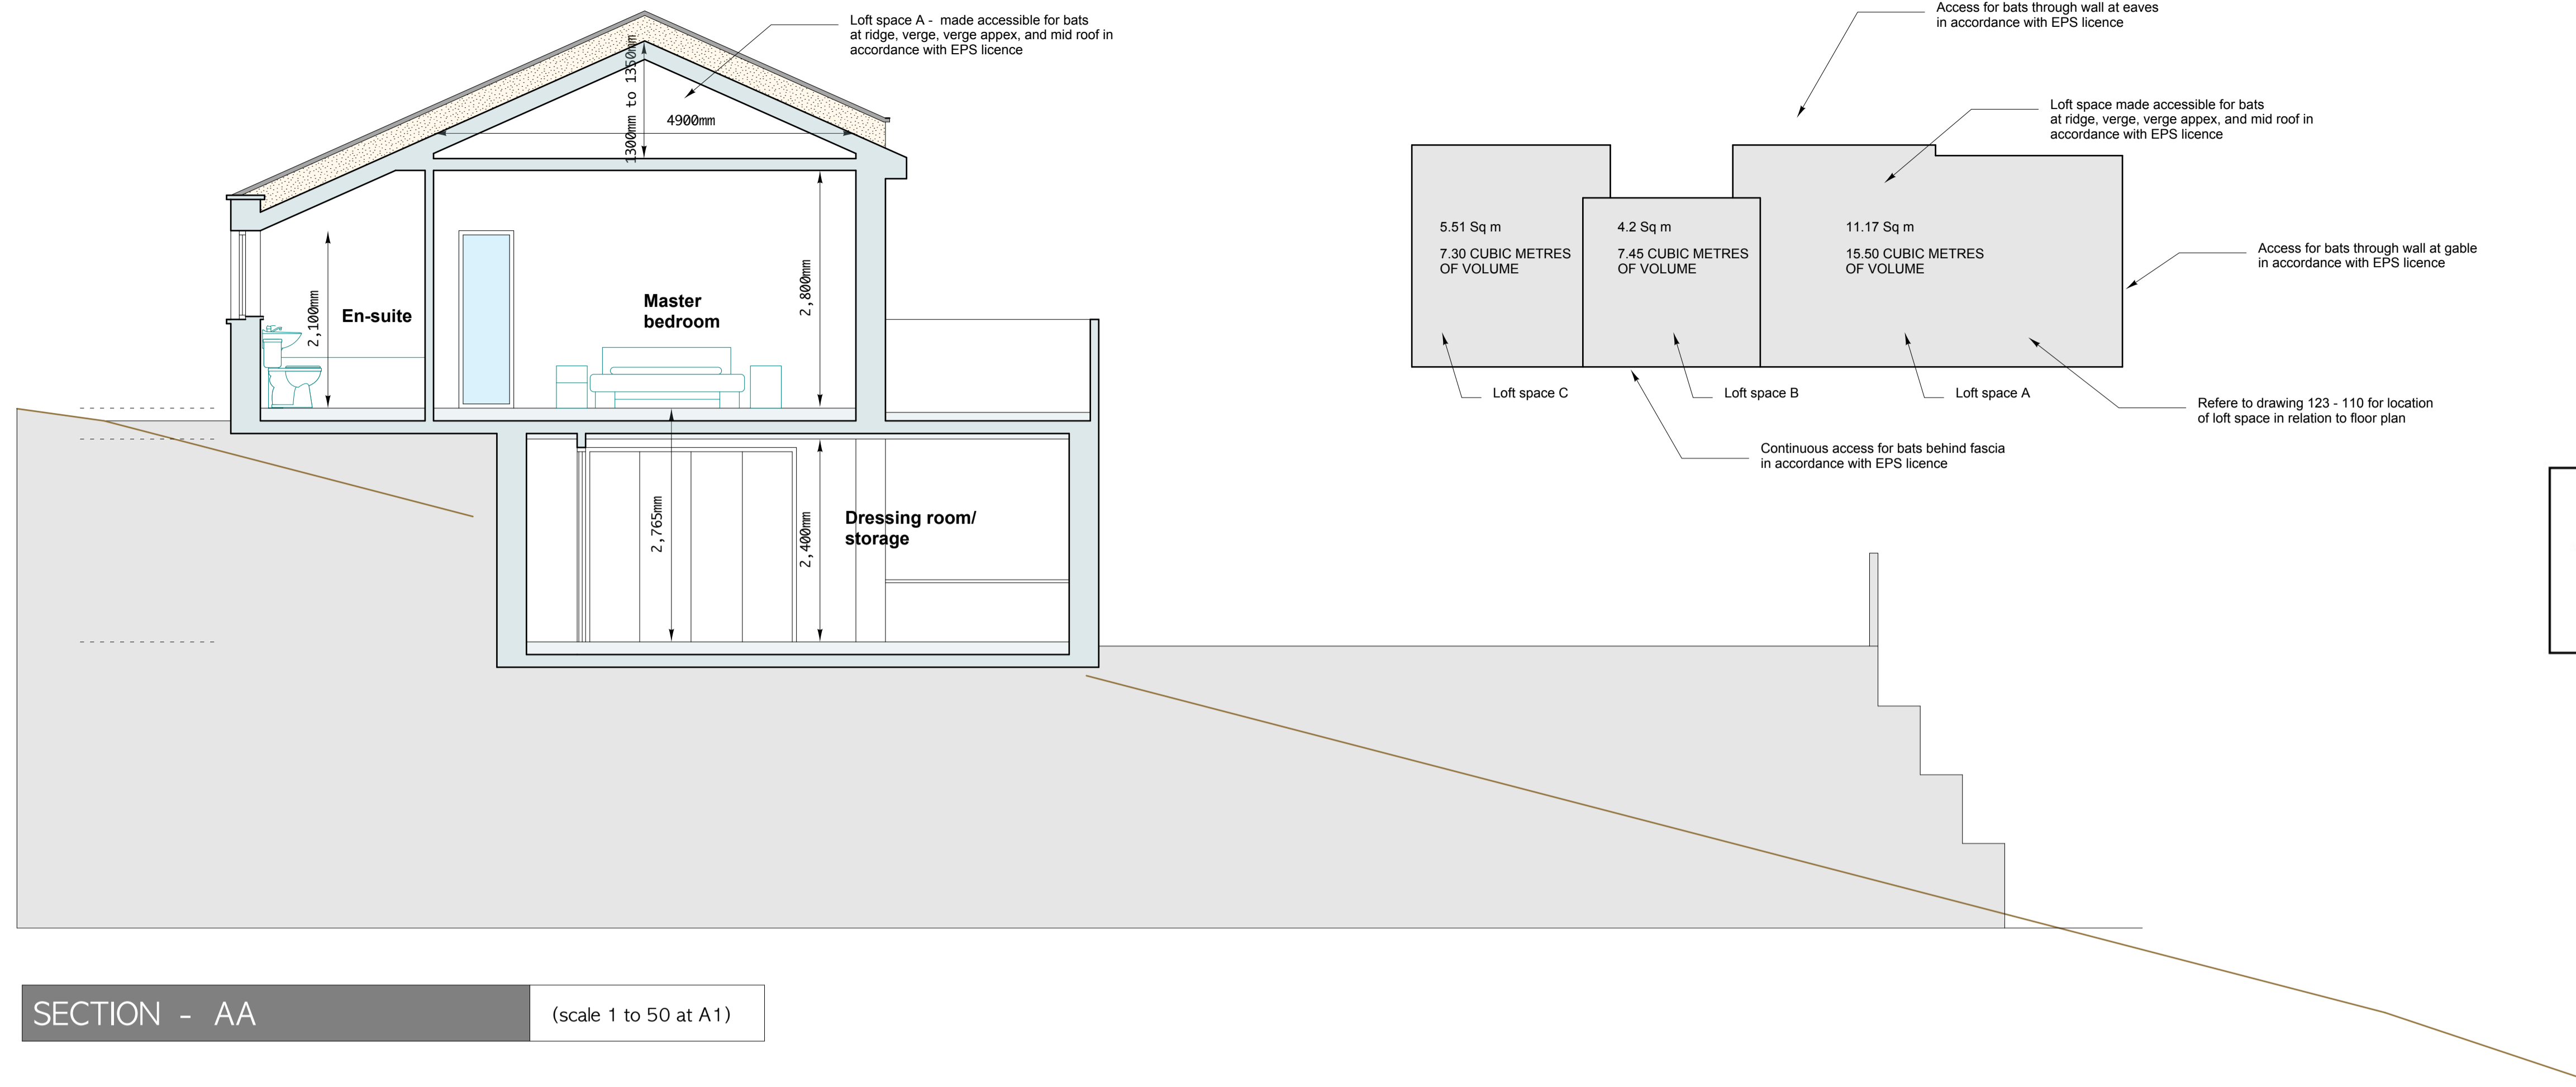 Loft space A -  made accessible for bats
at ridge, verge, verge appex, and mid roof in
accordance with EPS licence
1300mm to 1350mm
4900mm
2,100mm
En-suite
Master
bedroom
2,800mm
2,765mm
2,400mm
Dressing room/
storage
Access for bats through wall at eaves
in accordance with EPS licence
Loft space made accessible for bats
at ridge, verge, verge appex, and mid roof in
accordance with EPS licence
5.51 Sq m
7.30 CUBIC METRES
OF VOLUME
4.2 Sq m
7.45 CUBIC METRES
OF VOLUME
11.17 Sq m
15.50 CUBIC METRES
OF VOLUME
Access for bats through wall at gable
in accordance with EPS licence
Loft space C
Loft space B
Loft space A
Refere to drawing 123 - 110 for location
of loft space in relation to floor plan
Continuous access for bats behind fascia
in accordance with EPS licence
SECTION - AA
(scale 1 to 50 at A1)